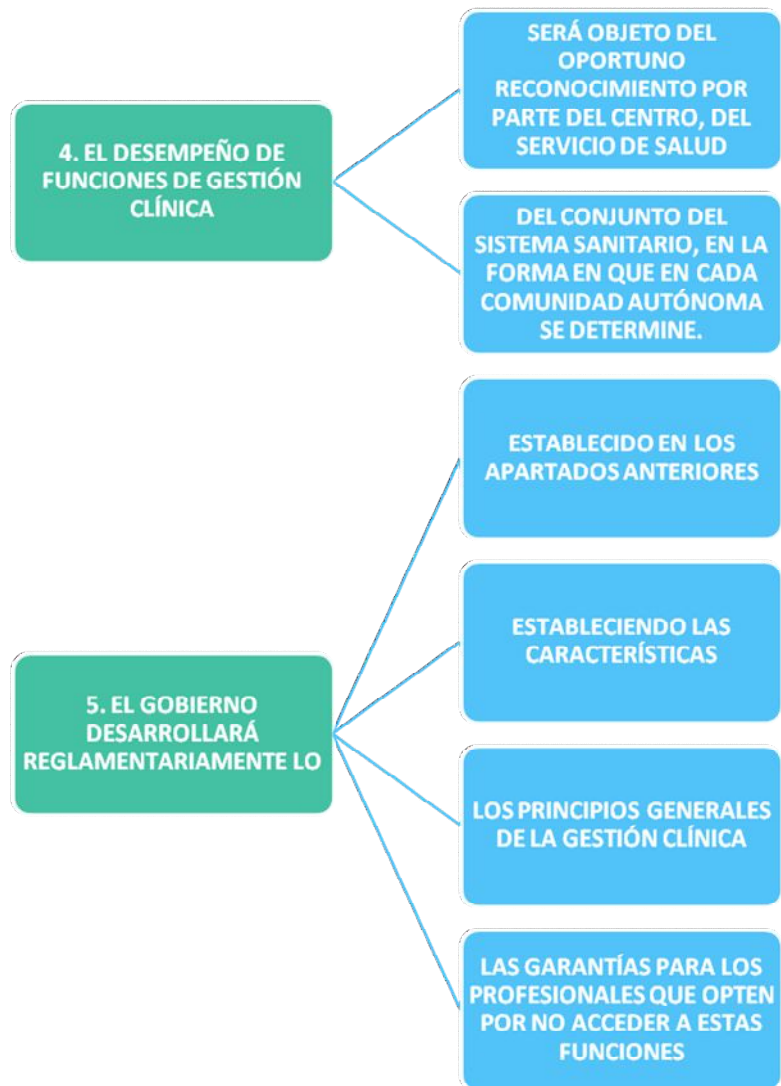 4. EL DESEMPEÑO DE
FUNCIONES DE GESTIÓN
CLÍNICA
SERÁ OBJETO DEL
OPORTUNO
RECONOCIMIENTO POR
PARTE DEL CENTRO, DEL
SERVICIO DE SALUD
DEL CONJUNTO DEL
SISTEMA SANITARIO, EN LA
FORMA EN QUE EN CADA
COMUNIDAD AUTÓNOMA
SE DETERMINE.
5. EL GOBIERNO
DESARROLLARÁ
REGLAMENTARIAMENTE LO
ESTABLECIDO EN LOS
APARTADOS ANTERIORES
ESTABLECIENDO LAS
CARACTERÍSTICAS
LOS PRINCIPIOS GENERALES
DE LA GESTIÓN CLÍNICA
LAS GARANTÍAS PARA LOS
PROFESIONALES QUE OPTEN
POR NO ACCEDER A ESTAS
FUNCIONES